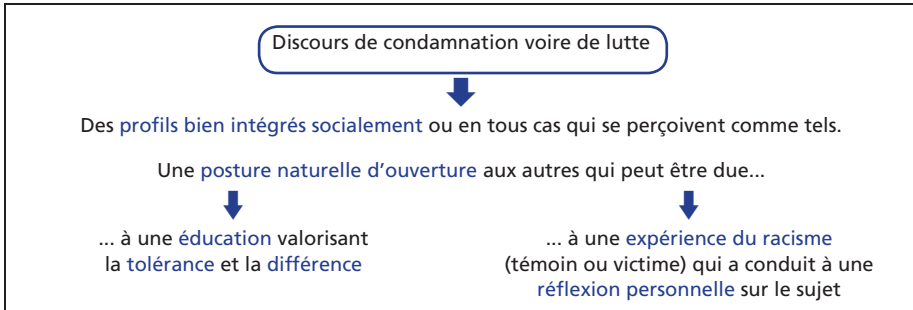 Discours de condamnation voire de lutte
Des profils bien intégrés socialement ou en tous cas qui se perçoivent comme tels.
Une posture naturelle d’ouverture aux autres qui peut être due...
... à une éducation valorisant
la tolérance et la différence
... à une expérience du racisme
(témoin ou victime) qui a conduit à une
réflexion personnelle sur le sujet